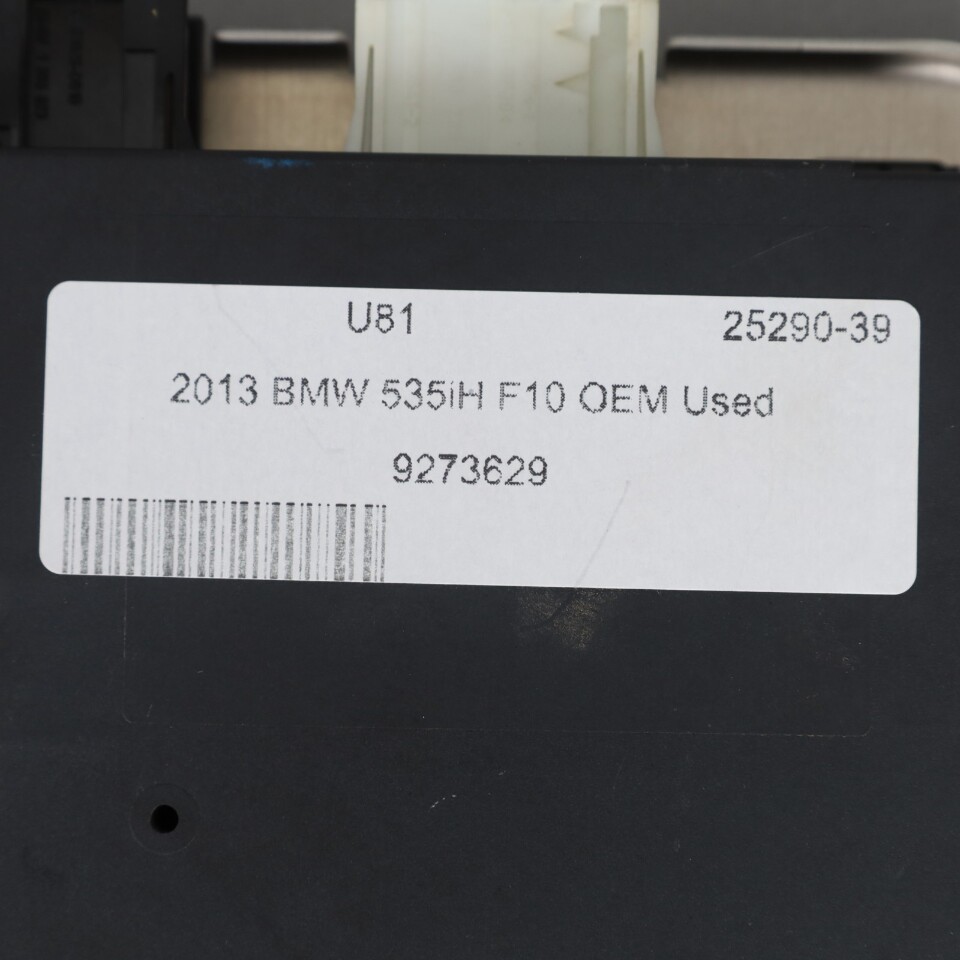 U81 25290-39
2013 BMW 535iH F10 OEM Used
9273629